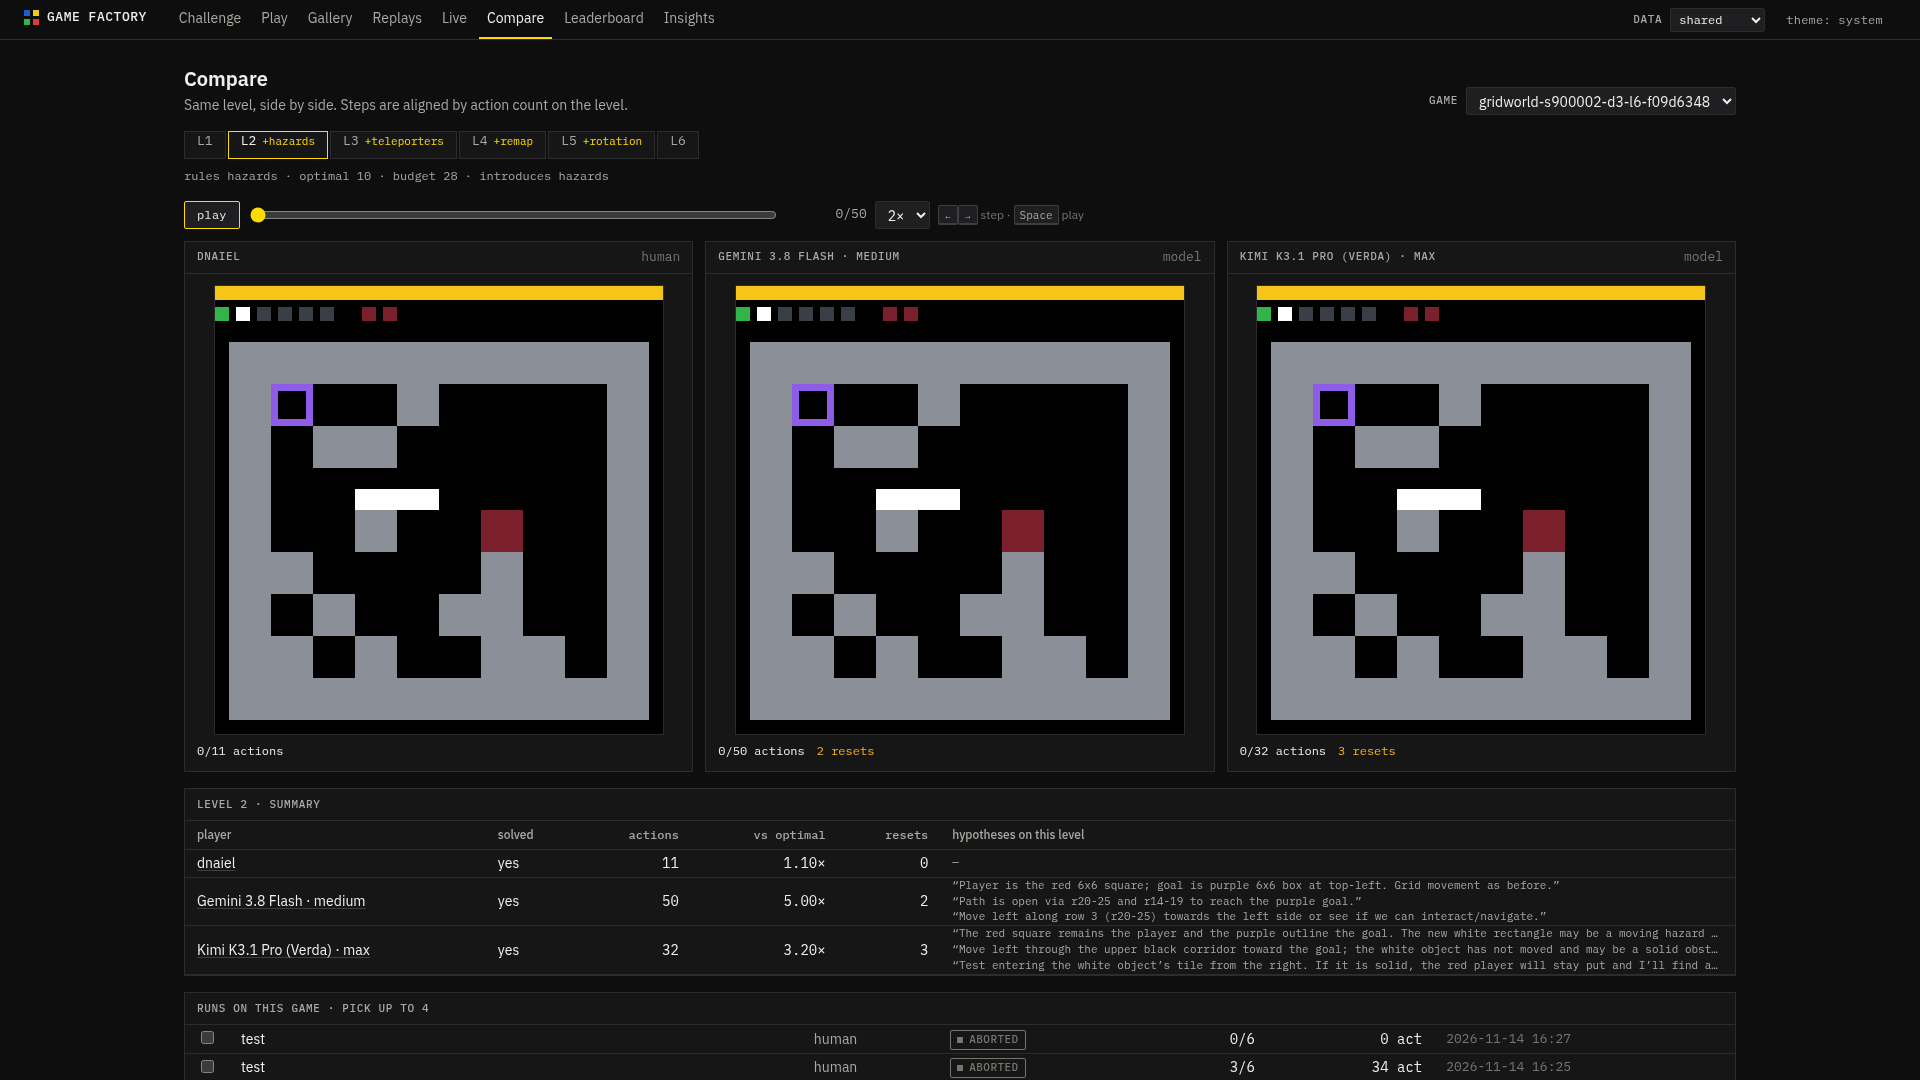 GAME FACTORY Challenge Play Gallery Replays Live Compare Leaderboard Insights DATA shared theme: system
Compare
Same level, side by side. Steps are aligned by action count on the level.
GAME gridworld-s900002-d3-l6-f09d6348
L1 L2 +hazards L3 +teleporters L4 +remap L5 +rotation L6
rules hazards · optimal 10 · budget 28 · introduces hazards
play 0/50 2× ← → step · Space play
DNAIEL human
GEMINI 3.8 FLASH · MEDIUM model
KIMI K3.1 PRO (VERDA) · MAX model
0/11 actions
0/50 actions 2 resets
0/32 actions 3 resets
LEVEL 2 · SUMMARY
player solved actions vs optimal resets hypotheses on this level
dnaiel yes 11 1.10× 0 —
Gemini 3.8 Flash · medium yes 50 5.00× 2
“Player is the red 6x6 square; goal is purple 6x6 box at top-left. Grid movement as before.”
“Path is open via r20-25 and r14-19 to reach the purple goal.”
“Move left along row 3 (r20-25) towards the left side or see if we can interact/navigate.”
Kimi K3.1 Pro (Verda) · max yes 32 3.20× 3
“The red square remains the player and the purple outline the goal. The new white rectangle may be a moving hazard …
“Move left through the upper black corridor toward the goal; the white object has not moved and may be a solid obst…
“Test entering the white object’s tile from the right. If it is solid, the red player will stay put and I’ll find a…
RUNS ON THIS GAME · PICK UP TO 4
test human ABORTED 0/6 0 act 2026-11-14 16:27
test human ABORTED 3/6 34 act 2026-11-14 16:25